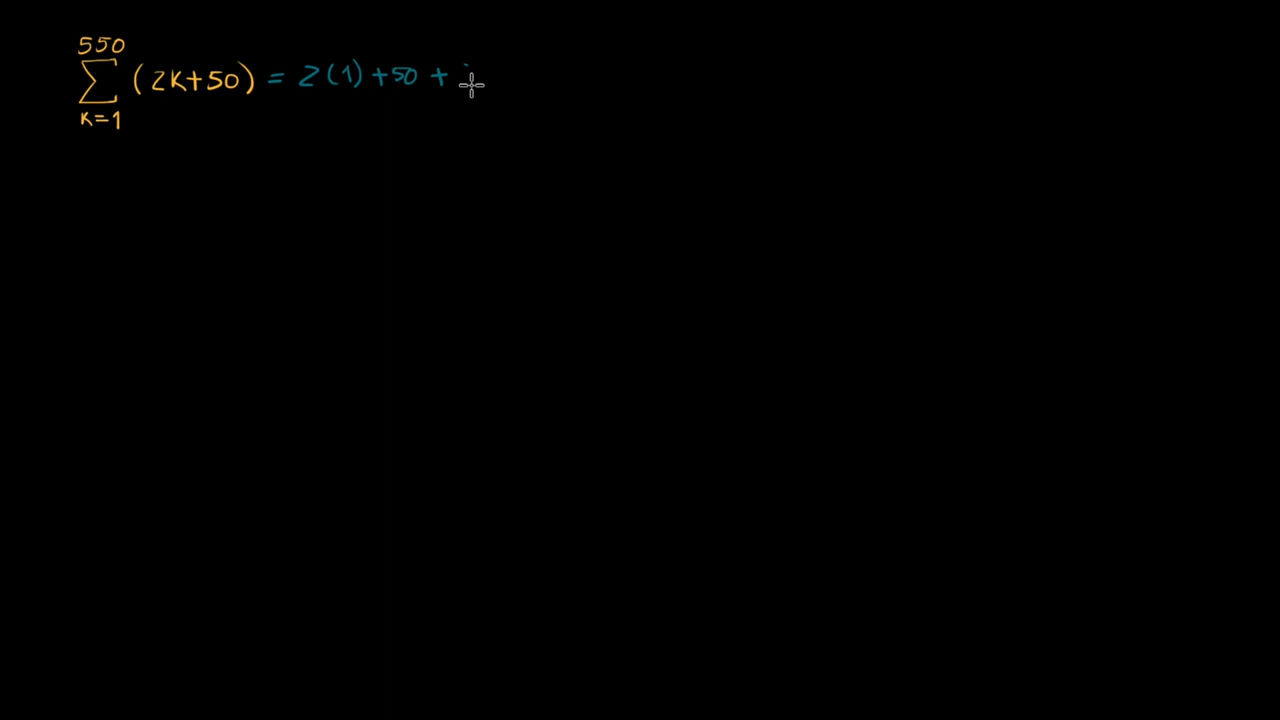 550
∑ (2K+50) = 2(1) +50 +
K=1